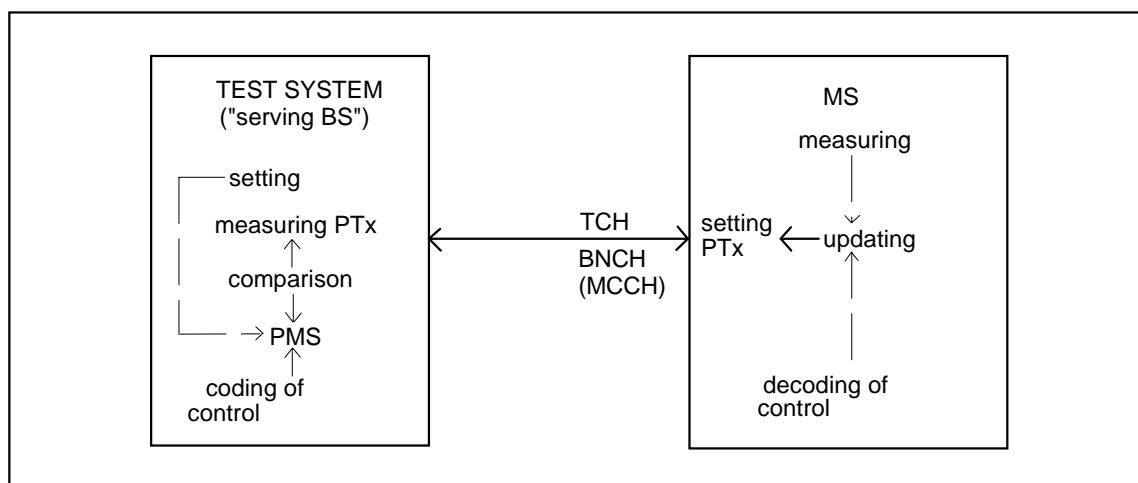 TEST SYSTEM
("serving BS")
setting
measuring PTx
comparison
PMS
coding of
control
TCH
BNCH
(MCCH)
MS
measuring
setting
PTx
updating
decoding of
control